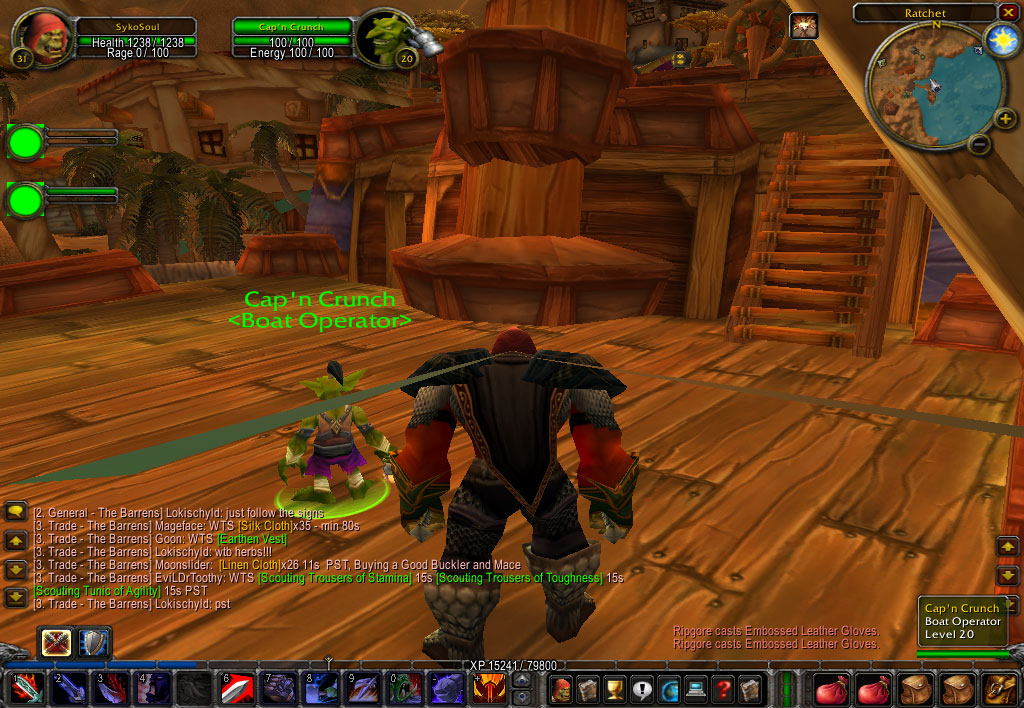 SykoSoul
Health 1238 / 1238
Rage 0 / 100
31
Cap'n Crunch
100 / 100
Energy 100 / 100
20
Ratchet
N
Cap'n Crunch
<Boat Operator>
[2. General - The Barrens] Lokischyld: just follow the signs
[3. Trade - The Barrens] Mageface: WTS [Silk Cloth]x35 - min 80s
[3. Trade - The Barrens] Goon: WTS [Earthen Vest]
[3. Trade - The Barrens] Lokischyld: wtb herbs!!!
[3. Trade - The Barrens] Moonslider: [Linen Cloth]x26 11s PST, Buying a Good Buckler and Mace
[3. Trade - The Barrens] EvilDrToothy: WTS [Scouting Trousers of Stamina] 15s [Scouting Trousers of Toughness] 15s
[Scouting Tunic of Agility] 15s PST
[3. Trade - The Barrens] Lokischyld: pst
Cap'n Crunch
Boat Operator
Level 20
Ripgore casts Embossed Leather Gloves.
Ripgore casts Embossed Leather Gloves.
XP 15241 / 79800
1 2 3 4 6 7 8 9 0 - +